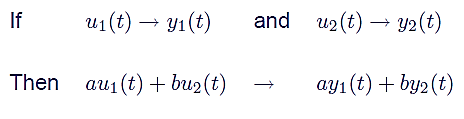 If u₁(t) → y₁(t) and u₂(t) → y₂(t)
Then au₁(t) + bu₂(t) → ay₁(t) + by₂(t)